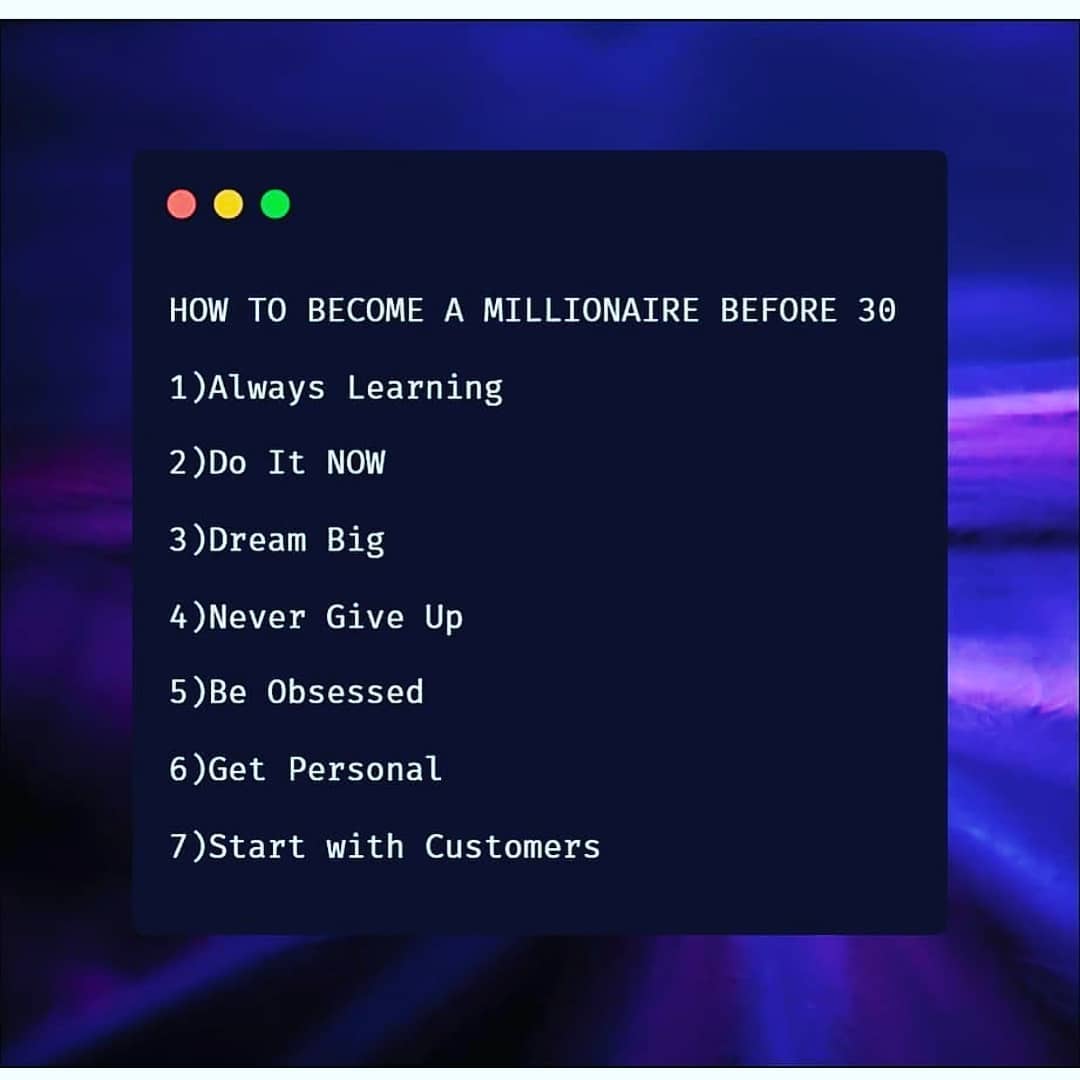 HOW TO BECOME A MILLIONAIRE BEFORE 30
1)Always Learning
2)Do It NOW
3)Dream Big
4)Never Give Up
5)Be Obsessed
6)Get Personal
7)Start with Customers